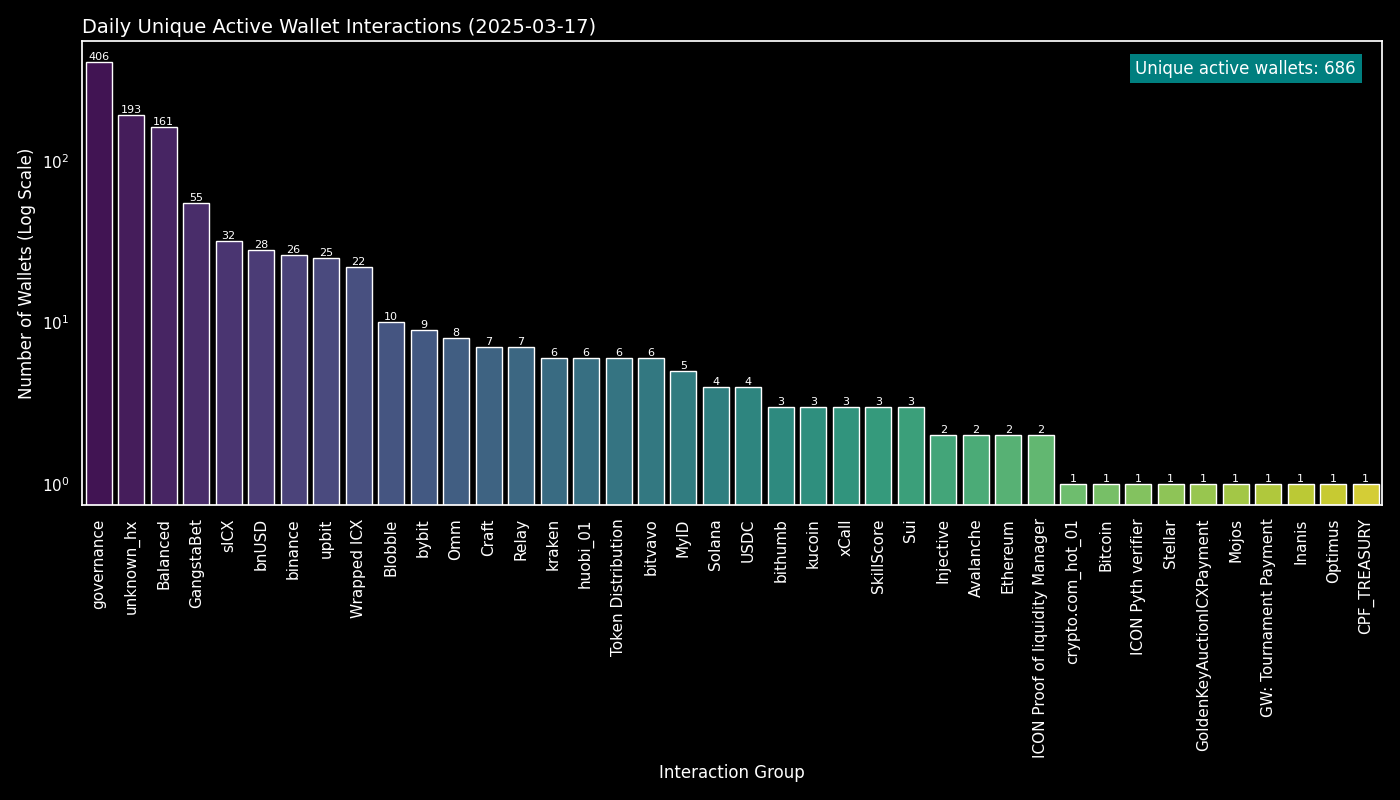 Daily Unique Active Wallet Interactions (2025-03-17)
Unique active wallets: 686
Number of Wallets (Log Scale)
10²
10¹
10⁰
406
193
161
55
32
28
26
25
22
10
9
8
7
7
6
6
6
6
5
4
4
3
3
3
3
3
2
2
2
2
1
1
1
1
1
1
1
1
1
1
governance
unknown_hx
Balanced
GangstaBet
sICX
bnUSD
binance
upbit
Wrapped ICX
Blobble
bybit
Omm
Craft
Relay
kraken
huobi_01
Token Distribution
bitvavo
MyID
Solana
USDC
bithumb
kucoin
xCall
SkillScore
Sui
Injective
Avalanche
Ethereum
ICON Proof of liquidity Manager
crypto.com_hot_01
Bitcoin
ICON Pyth verifier
Stellar
GoldenKeyAuctionICXPayment
Mojos
GW: Tournament Payment
Inanis
Optimus
CPF_TREASURY
Interaction Group